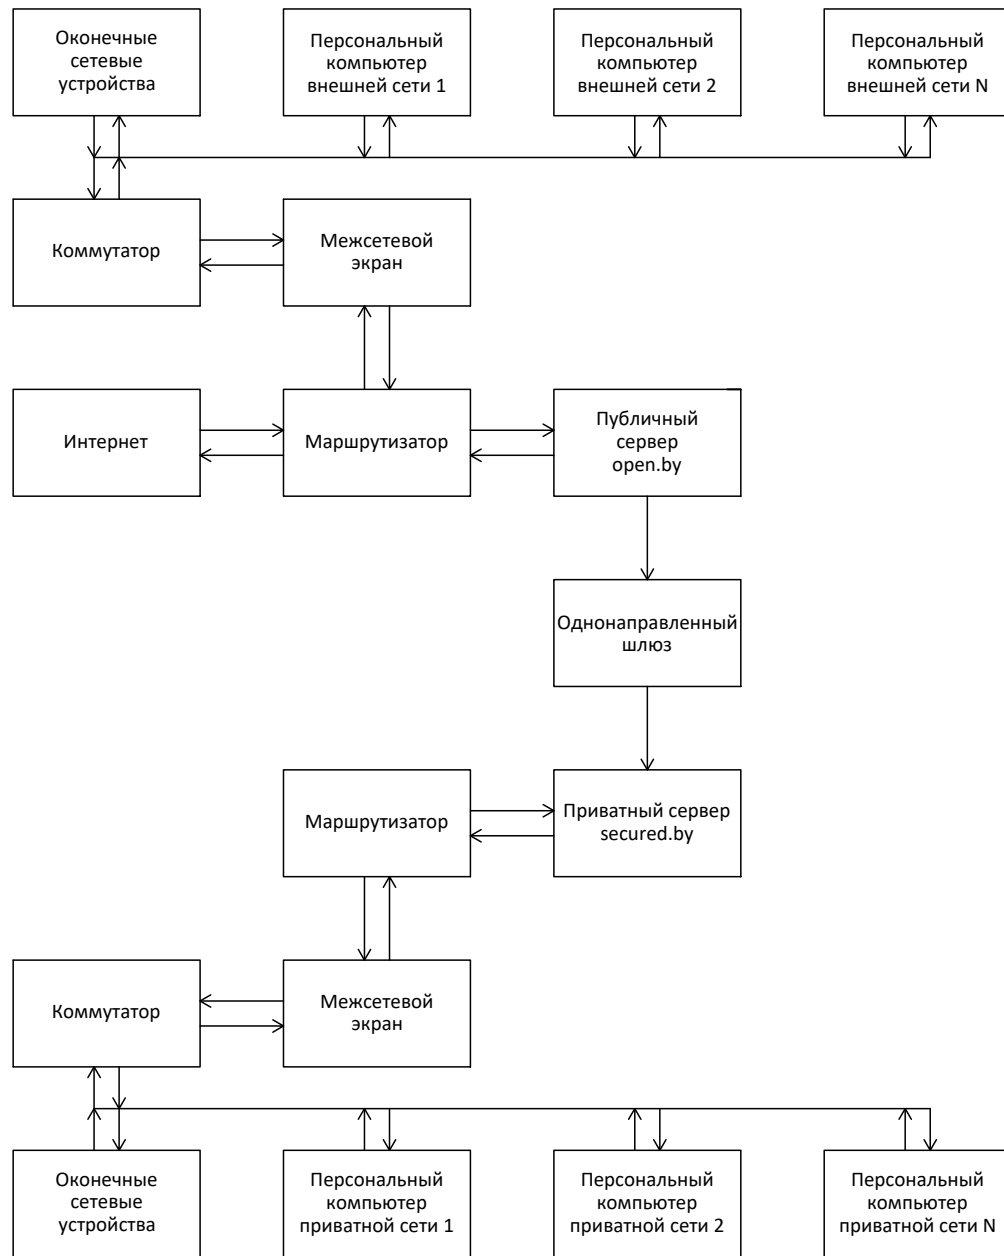 Оконечные
сетевые
устройства
Персональный
компьютер
внешней сети 1
Персональный
компьютер
внешней сети 2
Персональный
компьютер
внешней сети N
Коммутатор
Межсетевой
экран
Интернет
Маршрутизатор
Публичный
сервер
open.by
Однонаправленный
шлюз
Маршрутизатор
Приватный сервер
secured.by
Коммутатор
Межсетевой
экран
Оконечные
сетевые
устройства
Персональный
компьютер
приватной сети 1
Персональный
компьютер
приватной сети 2
Персональный
компьютер
приватной сети N